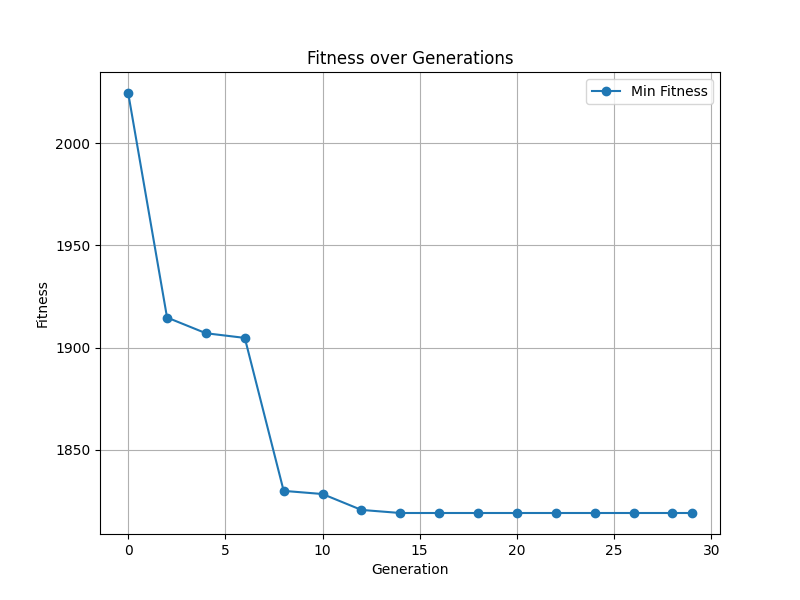 Fitness over Generations
Min Fitness
2000
1950
1900
1850
Fitness
0 5 10 15 20 25 30
Generation